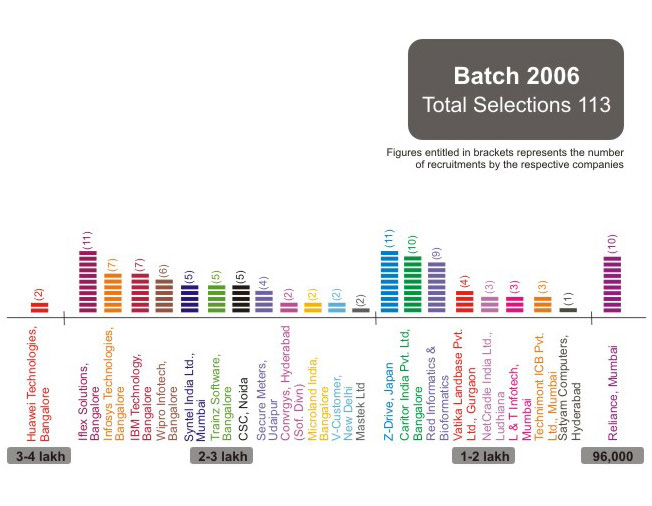 Batch 2006
Total Selections 113
Figures entitled in brackets represents the number
of recruitments by the respective companies
(2)
(11)
(7)
(7)
(6)
(5)
(5)
(5)
(4)
(2)
(2)
(2)
(2)
(11)
(10)
(9)
(4)
(3)
(3)
(3)
(1)
(10)
Huawei Technologies,
Bangalore
Iflex Solutions,
Bangalore
Infosys Technologies,
Bangalore
IBM Technology,
Bangalore
Wipro Infotech,
Bangalore
Syntel India Ltd.,
Mumbai
Trainz Software,
Bangalore
CSC, Noida
Secure Meters,
Udaipur
Convrgys, Hyderabad
(Sof. Divn)
Microland India,
Bangalore
V-Customer,
New Delhi
Mastek Ltd
Z-Drive, Japan
Caritor India Pvt. Ltd,
Bangalore
Red Informatics &
Bioformatics
Vatika Landbase Pvt.
Ltd., Gurgaon
NetCradle India Ltd.,
Ludhiana
L & T Infotech,
Mumbai
Technimont ICB Pvt.
Ltd., Mumbai
Satyam Computers,
Hyderabad
Reliance, Mumbai
3-4 lakh
2-3 lakh
1-2 lakh
96,000